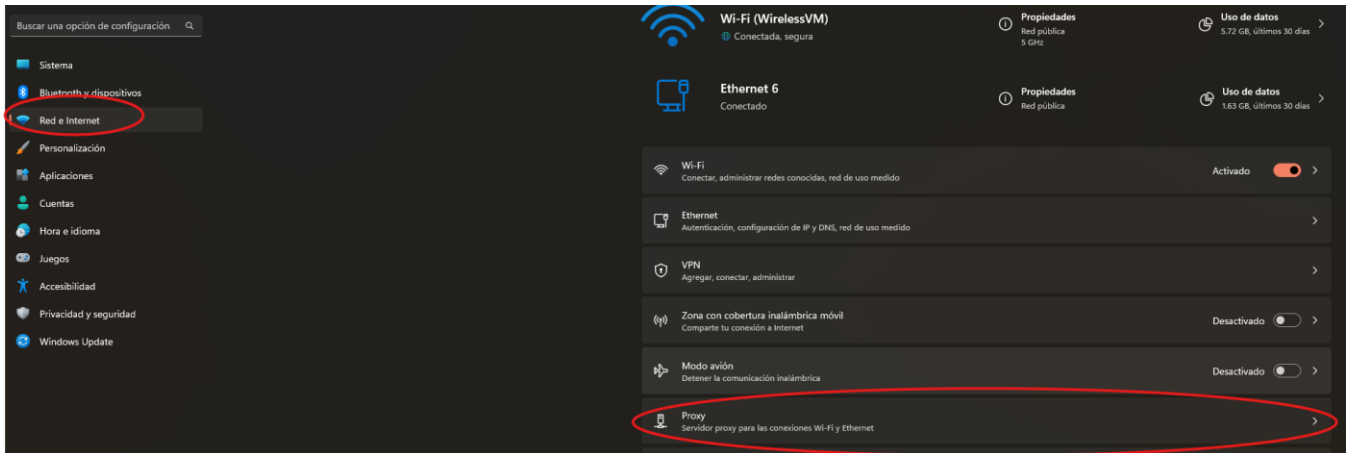 Buscar una opción de configuración
Sistema
Bluetooth y dispositivos
Red e Internet
Personalización
Aplicaciones
Cuentas
Hora e idioma
Juegos
Accesibilidad
Privacidad y seguridad
Windows Update
Wi-Fi (WirelessVM)
Conectada, segura
Propiedades
Red pública
5 GHz
Uso de datos
5.72 GB, últimos 30 días
Ethernet 6
Conectado
Propiedades
Red pública
Uso de datos
1.63 GB, últimos 30 días
Wi-Fi
Conectar, administrar redes conocidas, red de uso medido
Activado
Ethernet
Autenticación, configuración de IP y DNS, red de uso medido
VPN
Agregar, conectar, administrar
Zona con cobertura inalámbrica móvil
Comparte tu conexión a Internet
Desactivado
Modo avión
Detener la comunicación inalámbrica
Desactivado
Proxy
Servidor proxy para las conexiones Wi-Fi y Ethernet